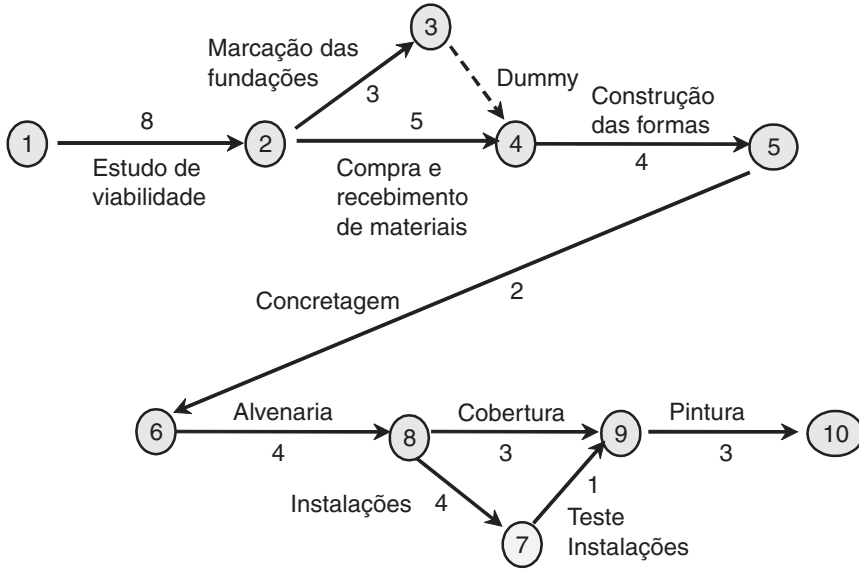 3
Marcação das
fundações
3
Dummy
Construção
das formas
8
5
1
2
4
4
5
Estudo de
viabilidade
Compra e
recebimento
de materiais
Concretagem
2
Alvenaria
Cobertura
Pintura
6
8
9
10
4
3
3
Instalações
4
1
7
Teste
Instalações